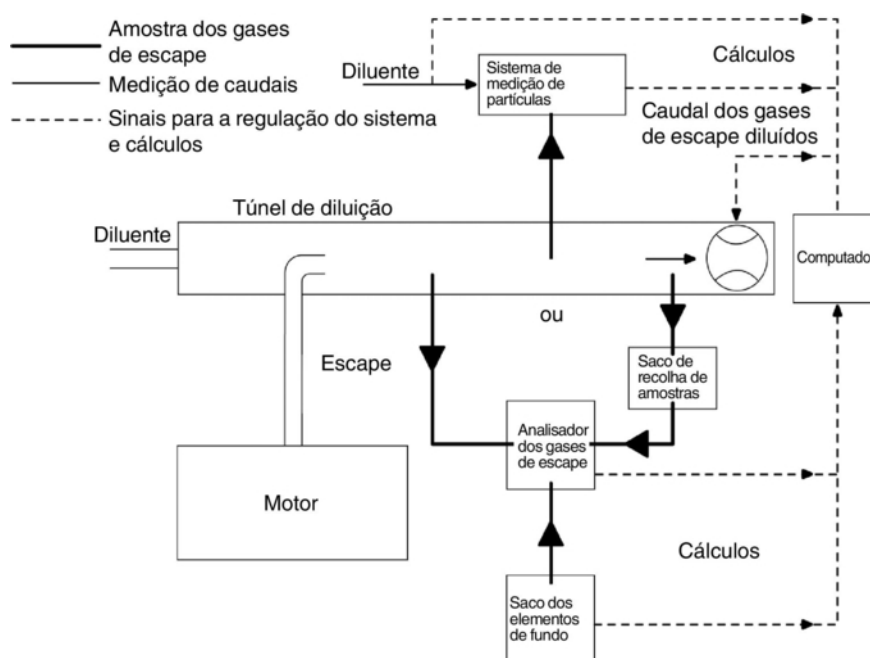 Amostra dos gases
de escape
Medição de caudais
Sinais para a regulação do sistema
e cálculos
Diluente
Sistema de
medição de
partículas
Cálculos
Caudal dos gases
de escape diluídos
Túnel de diluição
Diluente
Computado
ou
Escape
Saco de
recolha de
amostras
Analisador
dos gases
de escape
Motor
Cálculos
Saco dos
elementos
de fundo